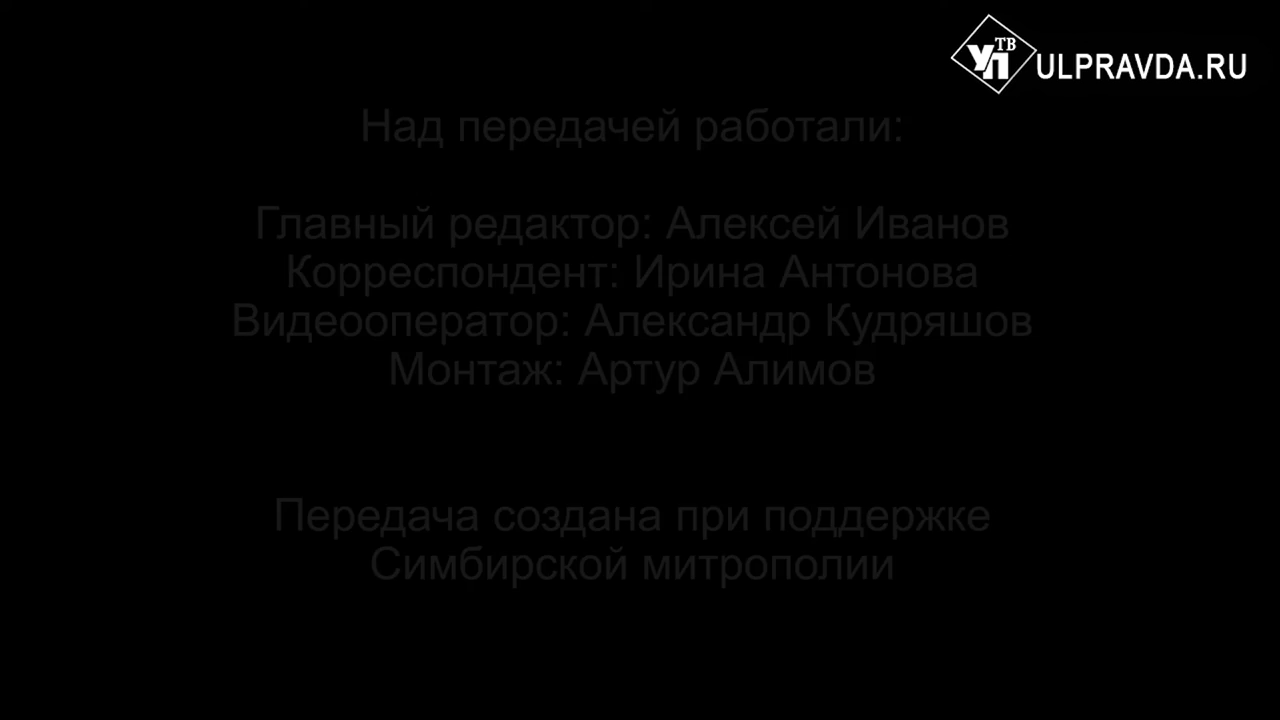 ТВ
УП
ULPRAVDA.RU
Над передачей работали:
Главный редактор: Алексей Иванов
Корреспондент: Ирина Антонова
Видеооператор: Александр Кудряшов
Монтаж: Артур Алимов
Передача создана при поддержке
Симбирской митрополии